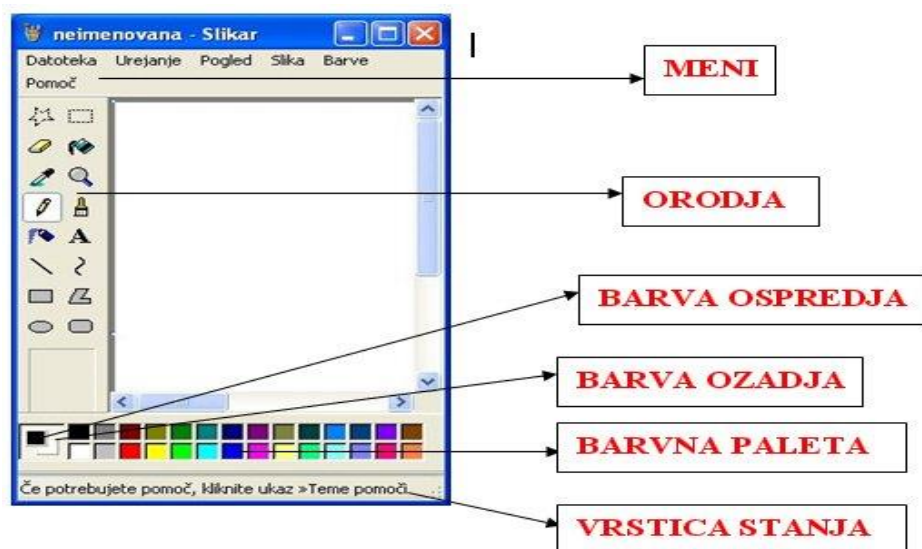 neimenovana - Slikar
Datoteka Urejanje Pogled Slika Barve
Pomoč
MENI
A
ORODJA
BARVA OSPREDJA
BARVA OZADJA
BARVNA PALETA
Če potrebujete pomoč, kliknite ukaz »Teme pomoči
VRSTICA STANJA